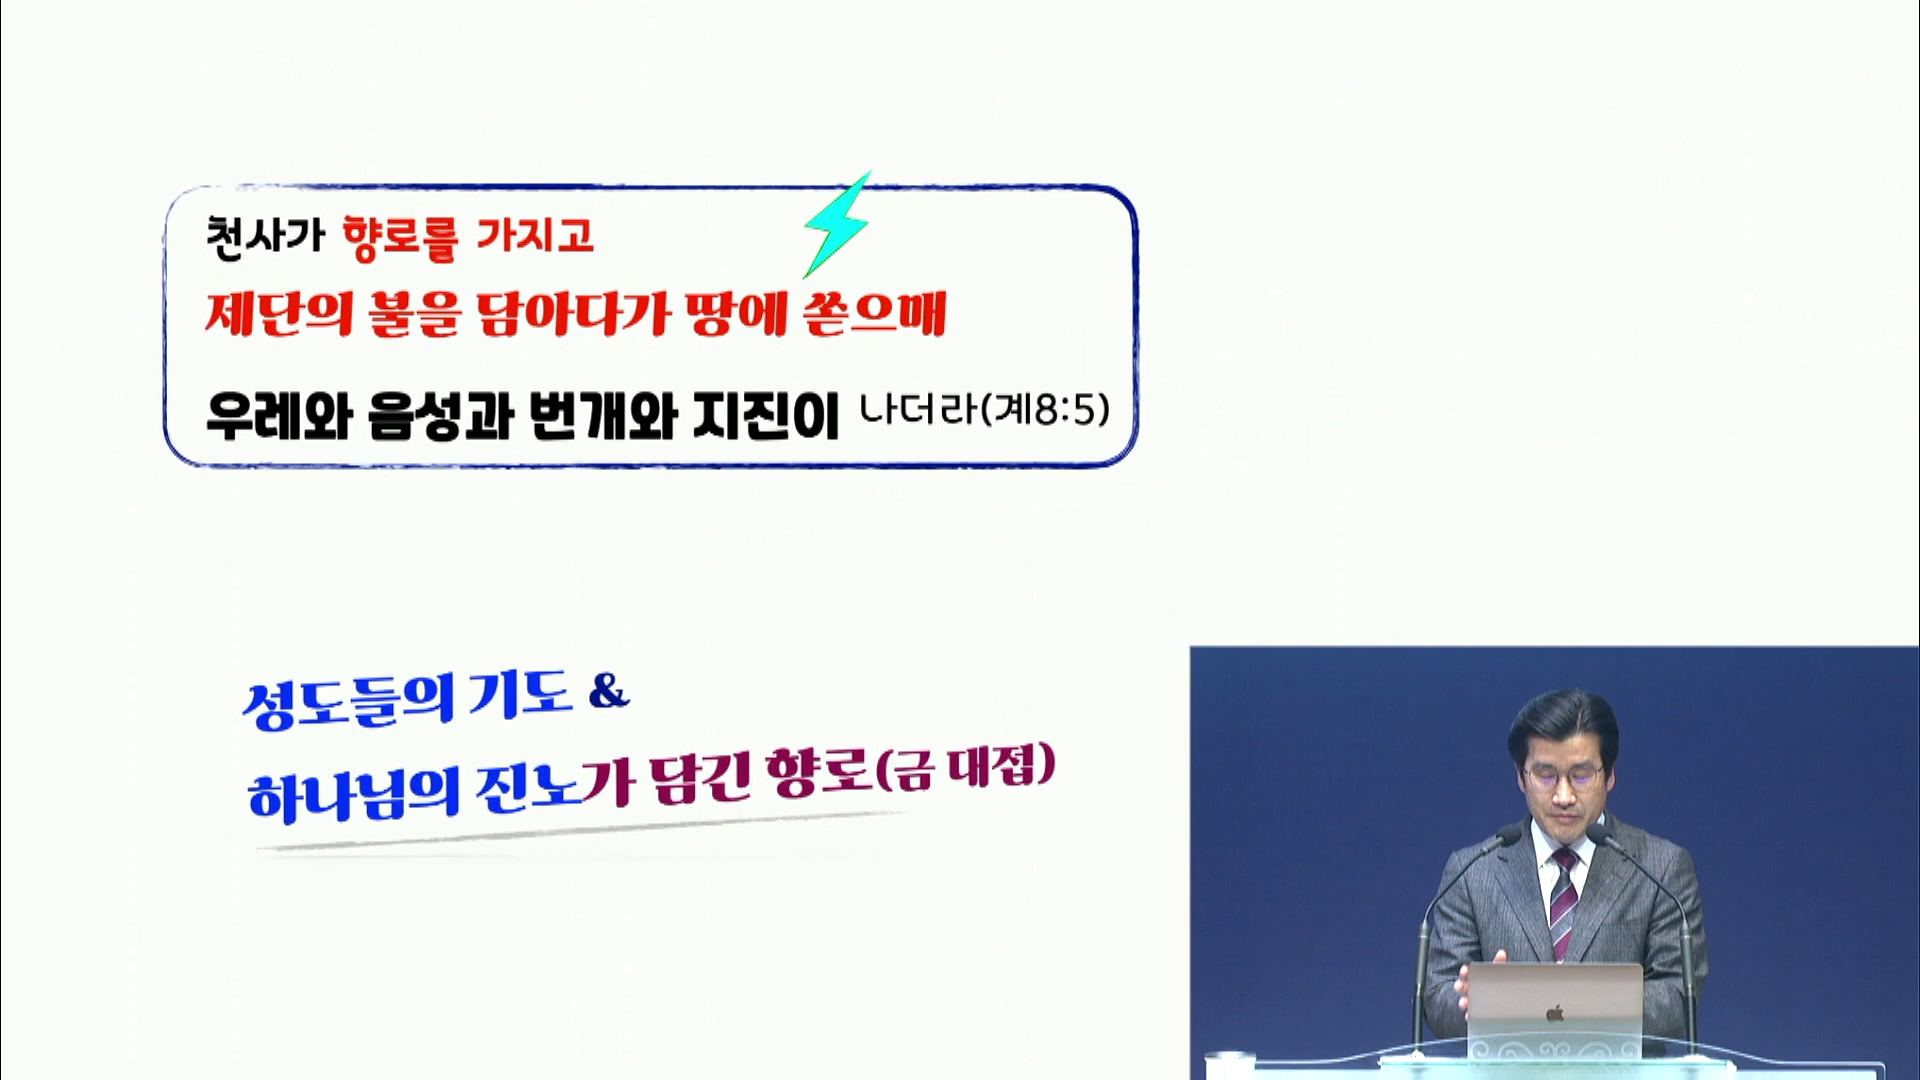 천사가 향로를 가지고
제단의 불을 담아다가 땅에 쏟으매
우레와 음성과 번개와 지진이 나더라(계8:5)
성도들의 기도 &
하나님의 진노가 담긴 향로(금 대접)